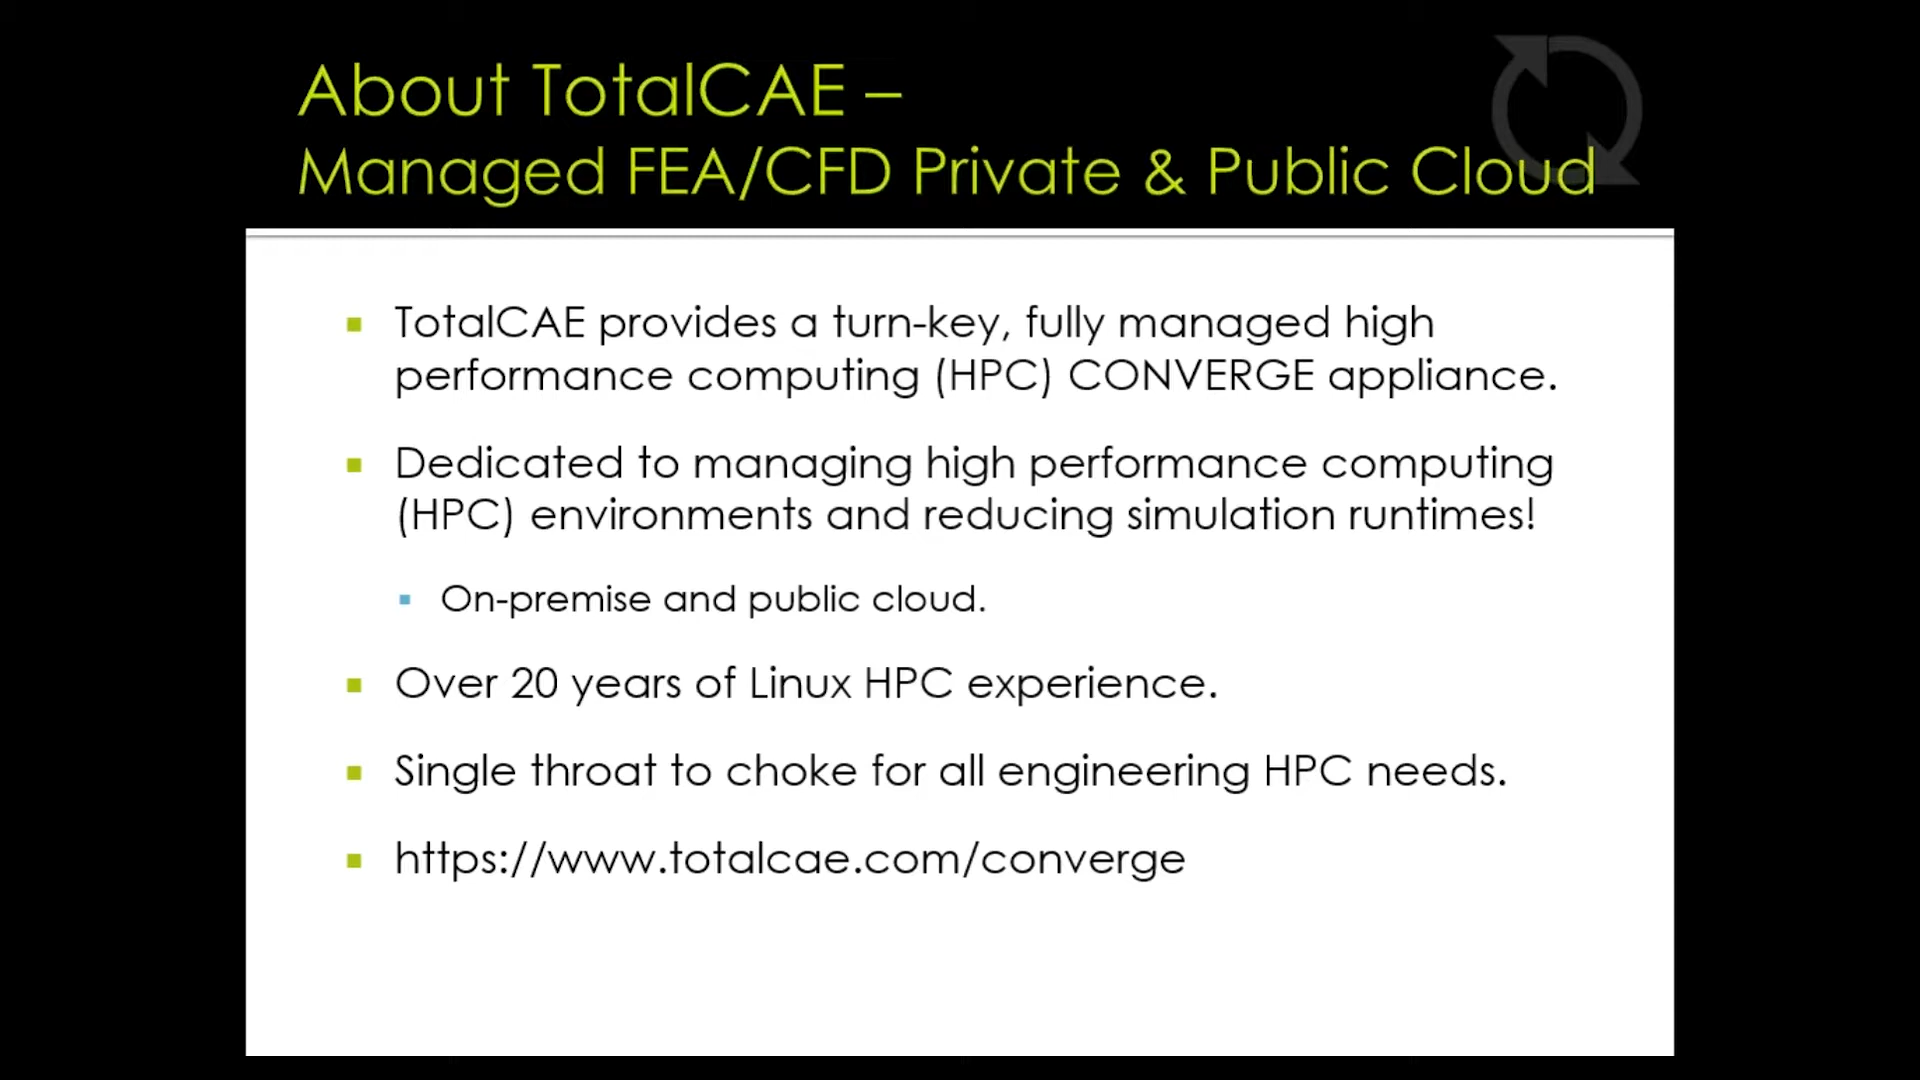 About TotalCAE –
Managed FEA/CFD Private & Public Cloud
TotalCAE provides a turn-key, fully managed high
performance computing (HPC) CONVERGE appliance.
Dedicated to managing high performance computing
(HPC) environments and reducing simulation runtimes!
On-premise and public cloud.
Over 20 years of Linux HPC experience.
Single throat to choke for all engineering HPC needs.
https://www.totalcae.com/converge